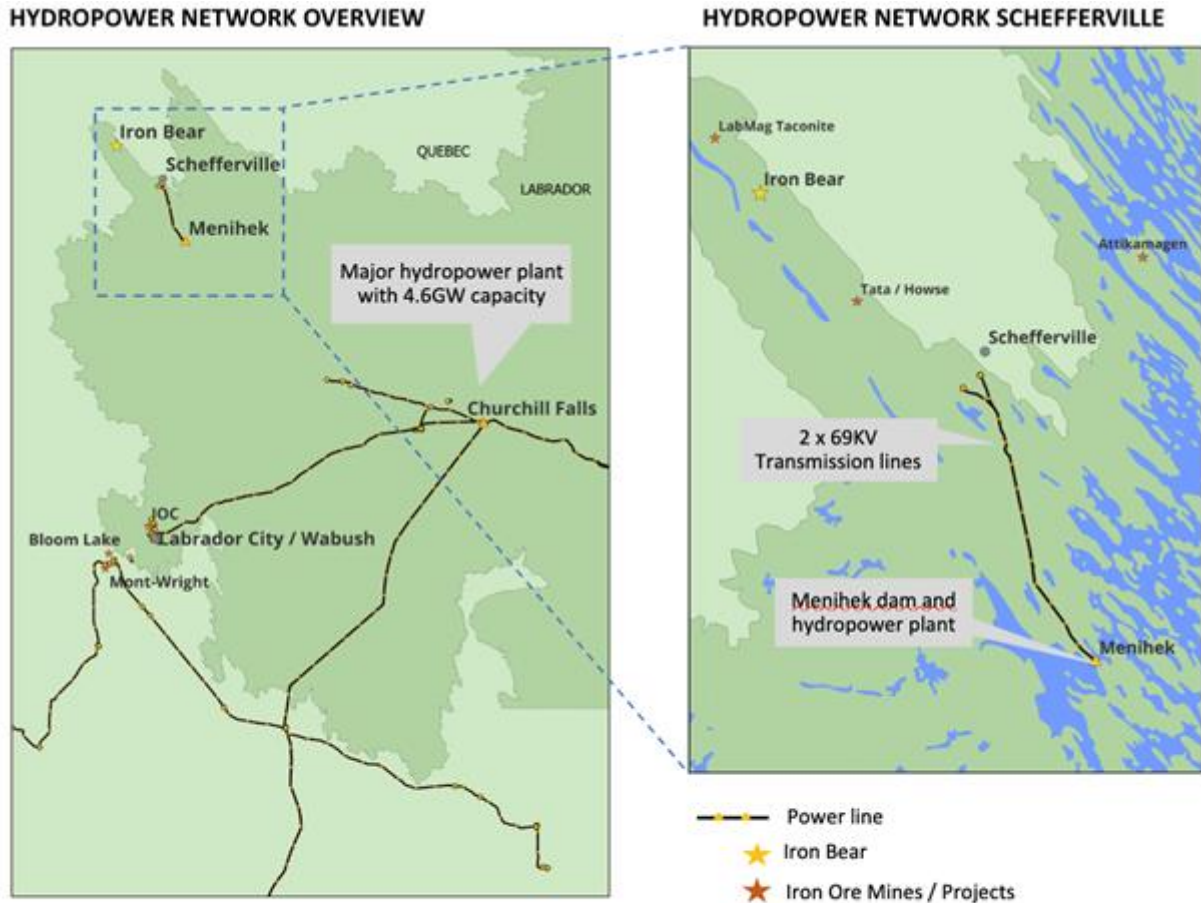 HYDROPOWER NETWORK OVERVIEW
Iron Bear
Schefferville
QUEBEC
LABRADOR
Menihek
Major hydropower plant
with 4.6GW capacity
Churchill Falls
IOC
Labrador City / Wabush
Bloom Lake
Mont-Wright
HYDROPOWER NETWORK SCHEFFERVILLE
LabMag Taconite
Iron Bear
Attikamagen
Tata / Howse
Schefferville
2 x 69KV
Transmission lines
Menihek dam and
hydropower plant
Menihek
Power line
Iron Bear
Iron Ore Mines / Projects